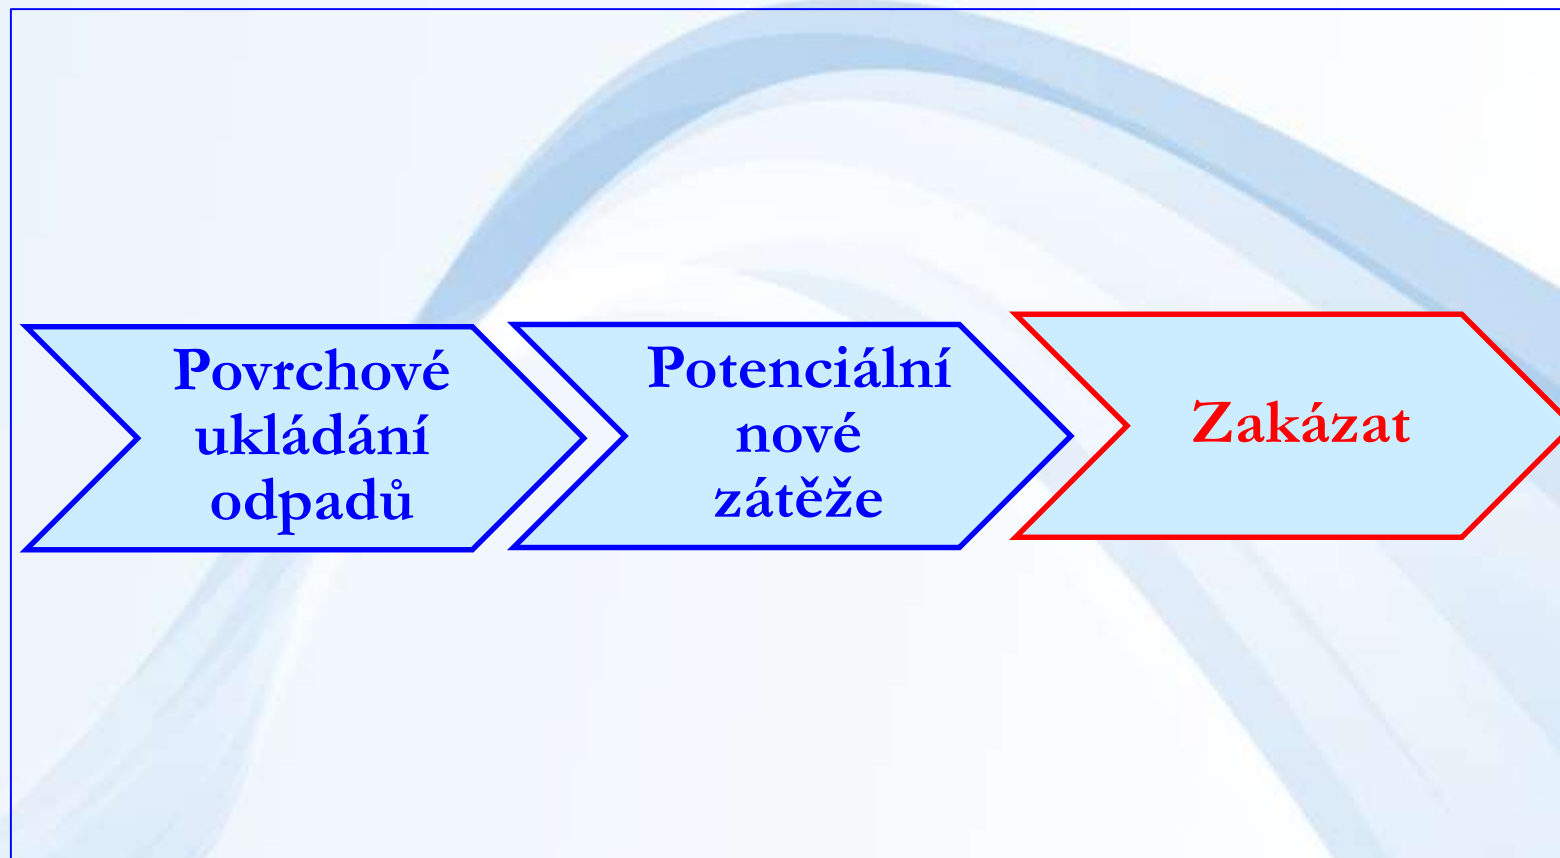 Povrchové
ukládání
odpadů
Potenciální
nové
zátěže
Zakázat